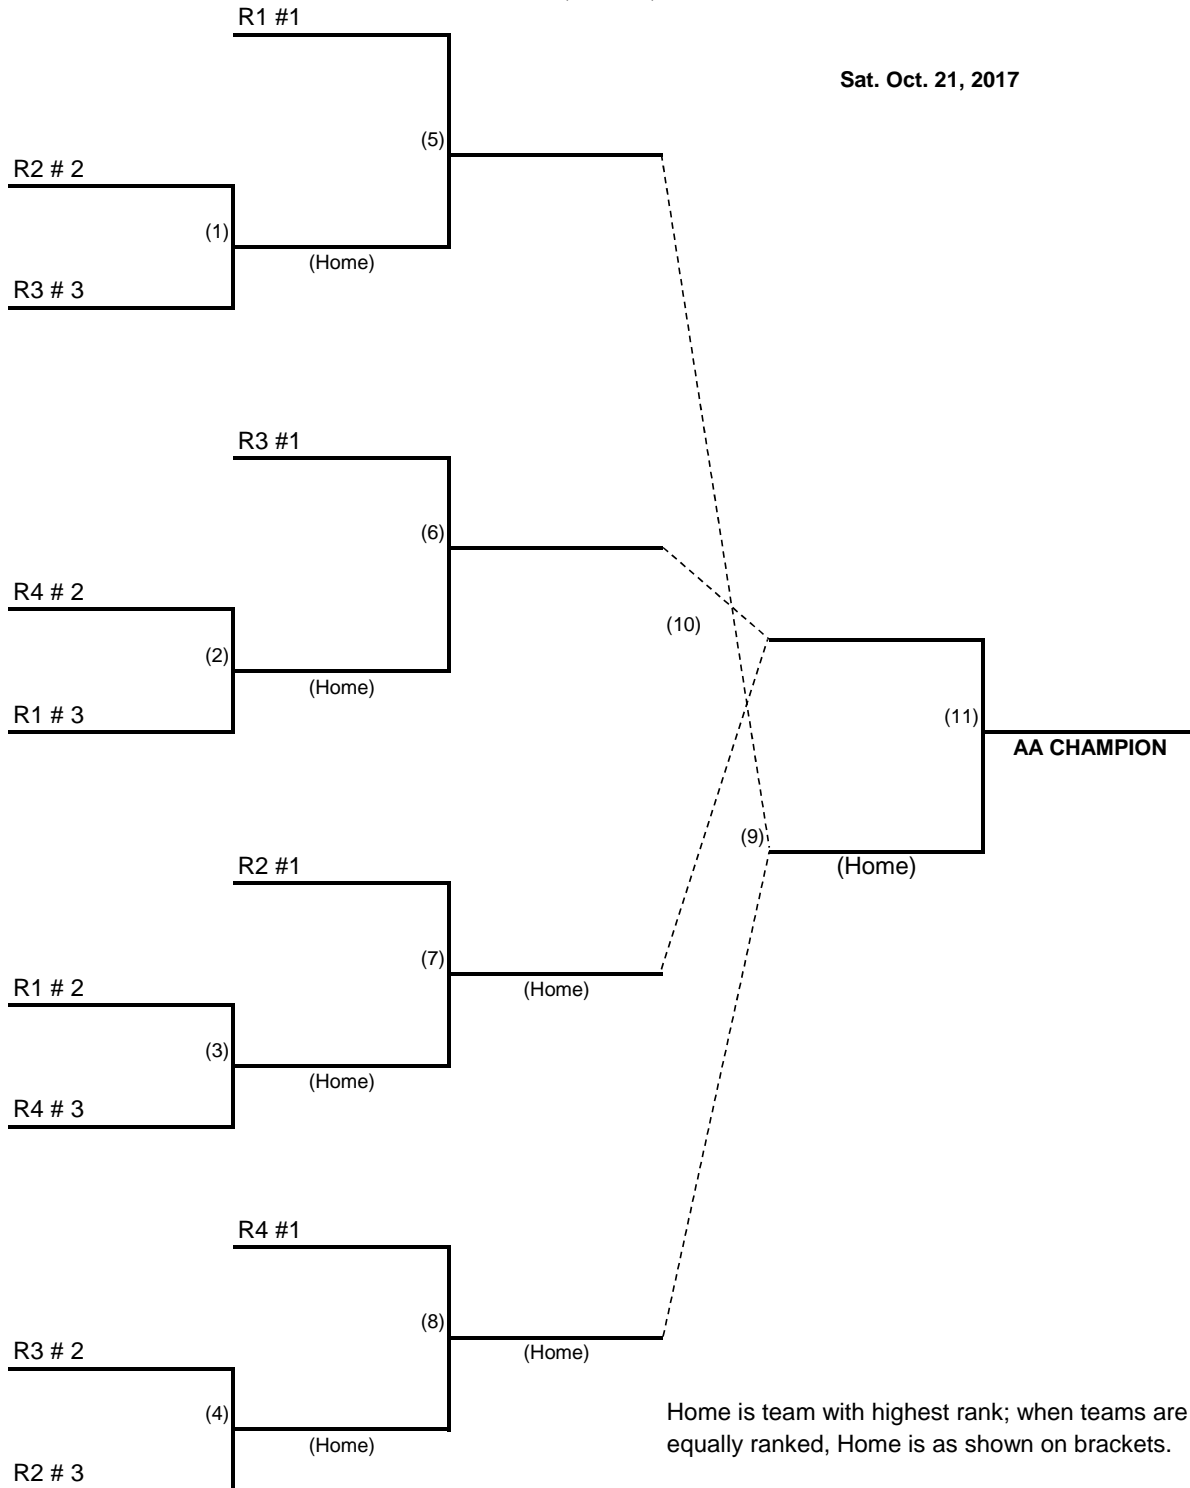 R1 #1
Sat. Oct. 21, 2017
(5)
R2 # 2
(1)
(Home)
R3 # 3
R3 #1
(6)
R4 # 2
(10)
(2)
(Home)
R1 # 3
(11)
AA CHAMPION
(9)
(Home)
R2 #1
(7)
(Home)
R1 # 2
(3)
(Home)
R4 # 3
R4 #1
(8)
(Home)
R3 # 2
(4)
(Home)
Home is team with highest rank; when teams are
equally ranked, Home is as shown on brackets.
R2 # 3